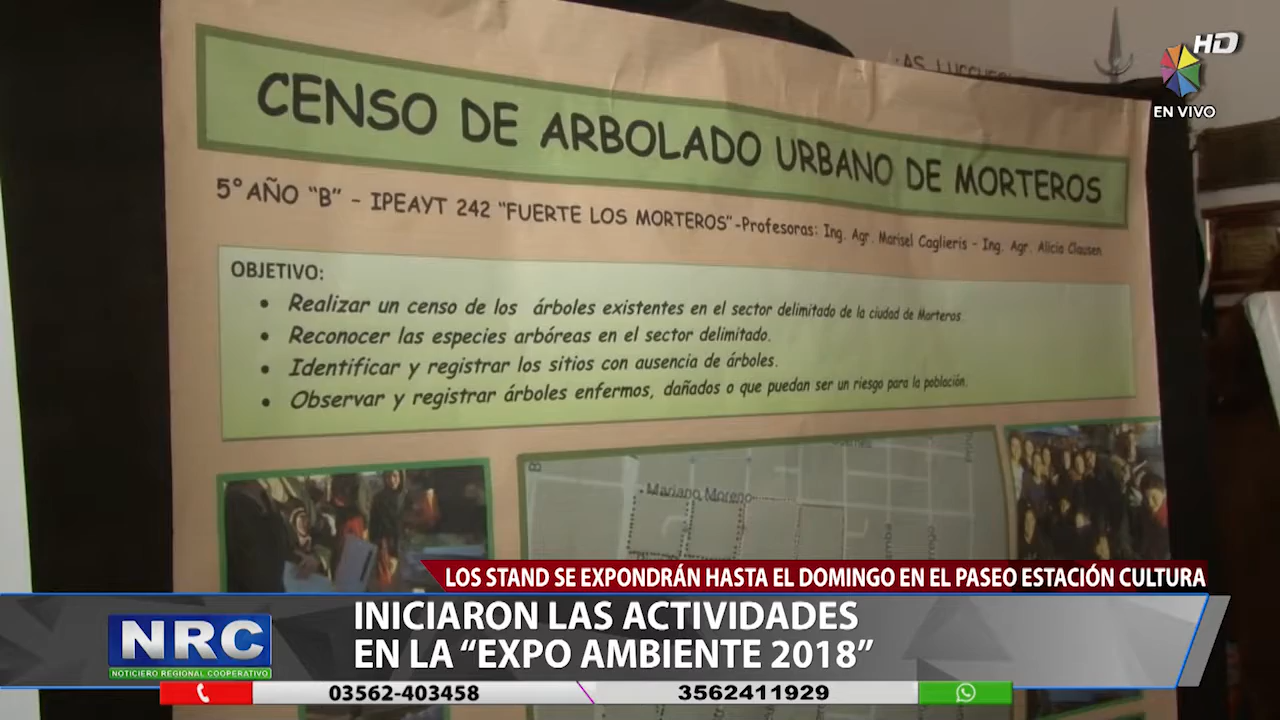 HD
EN VIVO
CENSO DE ARBOLADO URBANO DE MORTEROS
5° AÑO "B" - IPEAYT 242 "FUERTE LOS MORTEROS" -Profesoras: Ing. Agr. Marisel Caglieris - Ing. Agr. Alicia Clausen
OBJETIVO:
• Realizar un censo de los árboles existentes en el sector delimitado de la ciudad de Morteros.
• Reconocer las especies arbóreas en el sector delimitado.
• Identificar y registrar los sitios con ausencia de árboles.
• Observar y registrar árboles enfermos, dañados o que puedan ser un riesgo para la población.
Mariano Moreno
LOS STAND SE EXPONDRÁN HASTA EL DOMINGO EN EL PASEO ESTACIÓN CULTURA
INICIARON LAS ACTIVIDADES
EN LA “EXPO AMBIENTE 2018”
NRC
NOTICIERO REGIONAL COOPERATIVO
03562-403458
3562411929